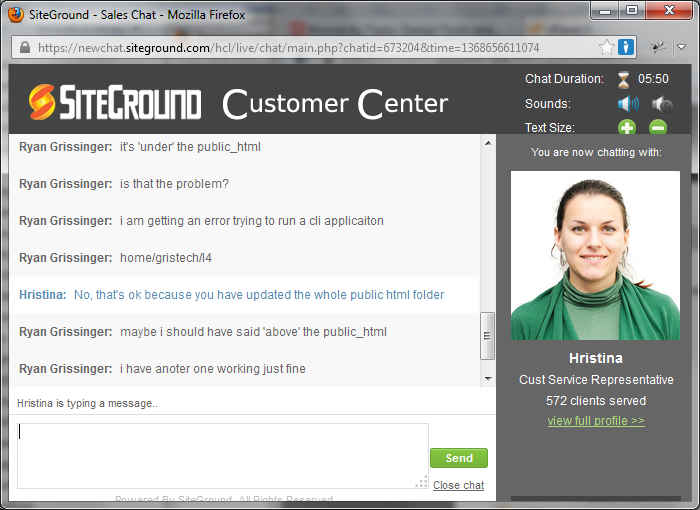 SiteGround - Sales Chat - Mozilla Firefox
https://newchat.siteground.com/hcl/live/chat/main.php?chatid=673204&time=1368656611074
SITEGROUND Customer Center
Chat Duration: 05:50
Sounds:
Text Size:
Ryan Grissinger: it's 'under' the public_html
Ryan Grissinger: is that the problem?
Ryan Grissinger: i am getting an error trying to run a cli applicaiton
Ryan Grissinger: home/gristech/l4
Hristina: No, that's ok because you have updated the whole public html folder
Ryan Grissinger: maybe i should have said 'above' the public_html
Ryan Grissinger: i have anoter one working just fine
Hristina is typing a message..
Send
Close chat
Powered By SiteGround. All Rights Reserved
You are now chatting with:
Hristina
Cust Service Representative
572 clients served
view full profile >>